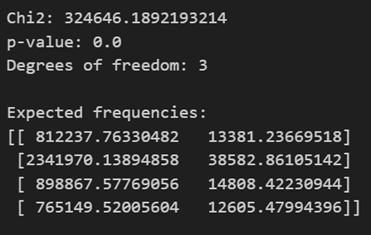 Chi2: 324646.1892193214
p-value: 0.0
Degrees of freedom: 3
Expected frequencies:
[[ 812237.76330482   13381.23669518]
[2341970.13894858   38582.86105142]
[ 898867.57769056   14808.42230944]
[ 765149.52005604   12605.47994396]]